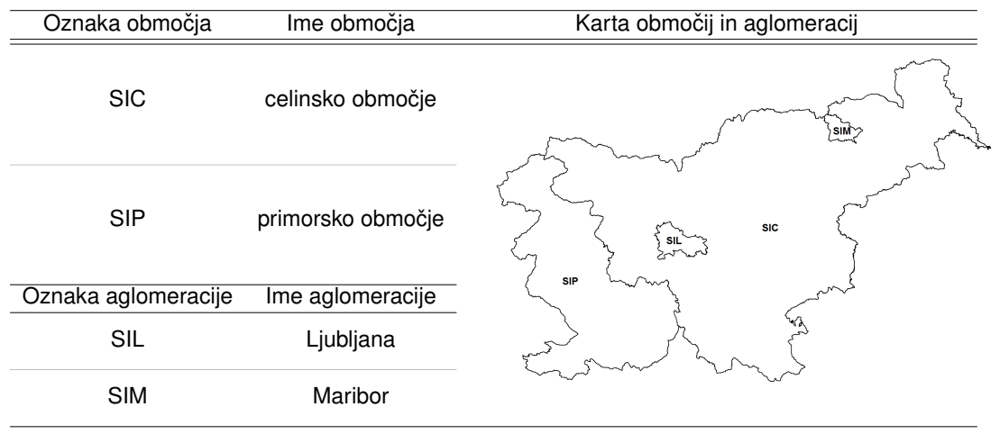 Oznaka območja Ime območja Karta območij in aglomeracij
SIC celinsko območje
SIP primorsko območje
Oznaka aglomeracije Ime aglomeracije
SIL Ljubljana
SIM Maribor
SIM
SIC
SIL
SIP